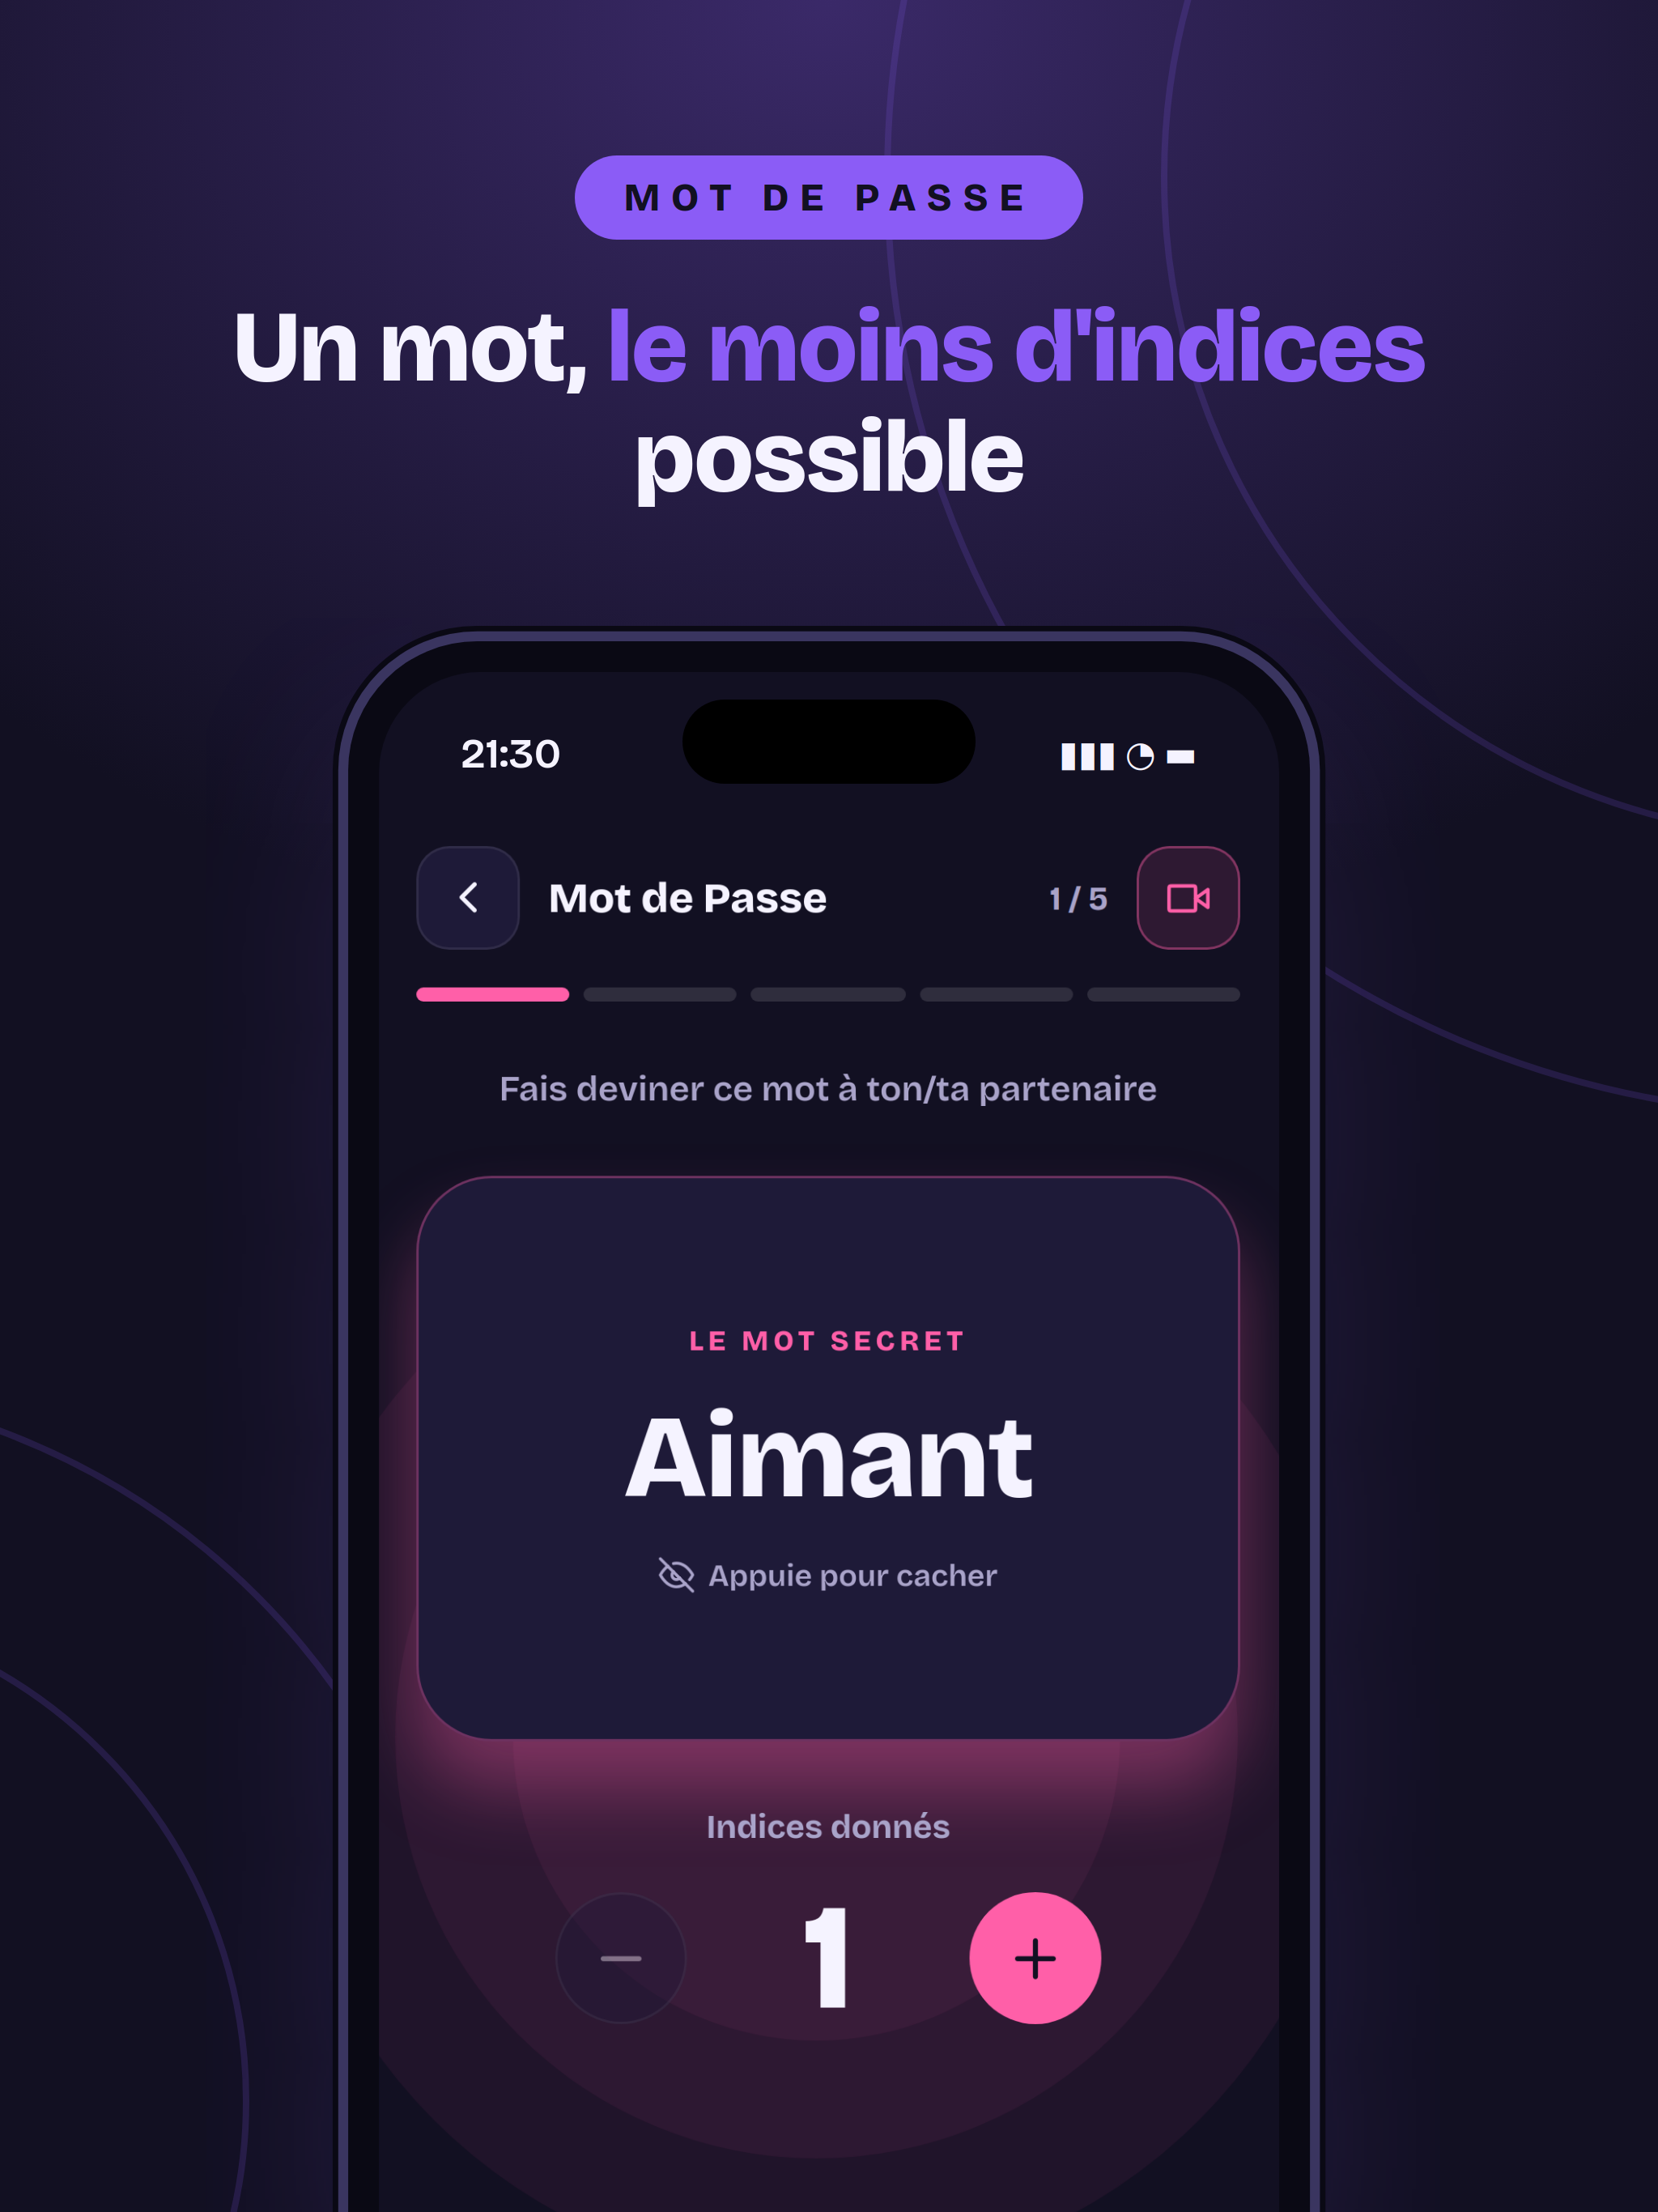 MOT DE PASSE
Un mot, le moins d'indices
possible
21:30
Mot de Passe
1 / 5
Fais deviner ce mot à ton/ta partenaire
LE MOT SECRET
Aimant
Appuie pour cacher
Indices donnés
1